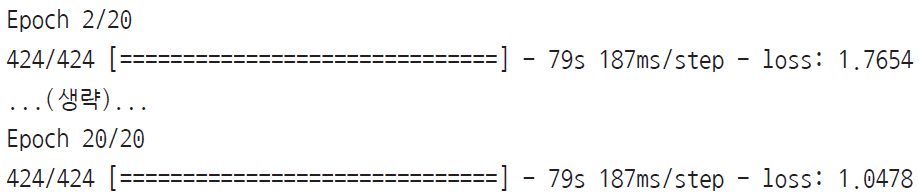 Epoch 2/20
424/424 [==============================] - 79s 187ms/step - loss: 1.7654
...(생략)...
Epoch 20/20
424/424 [==============================] - 79s 187ms/step - loss: 1.0478